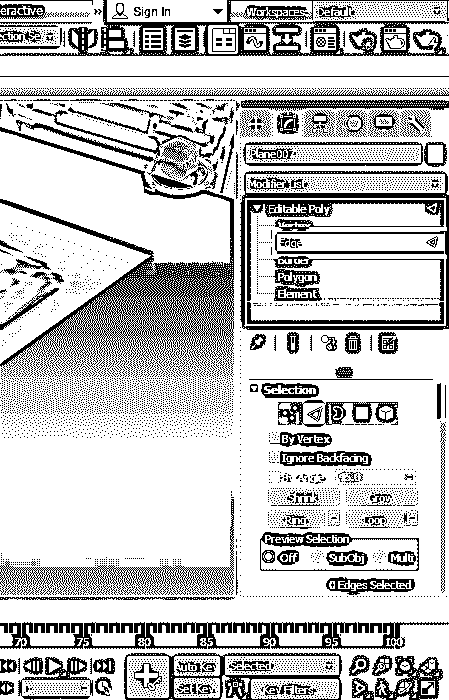 eractive » Sign In Workspaces: Default
ction Se
Plane007
Modifier List
Editable Poly
Vertex
Edge
Border
Polygon
Element
Selection
By Vertex
Ignore Backfacing
By Angle:
Shrink Grow
Ring Loop
Preview Selection
Off SubObj Multi
0 Edges Selected
70 75 80 85 90 95 100
Auto Key Selected
Set Key Key Filters...